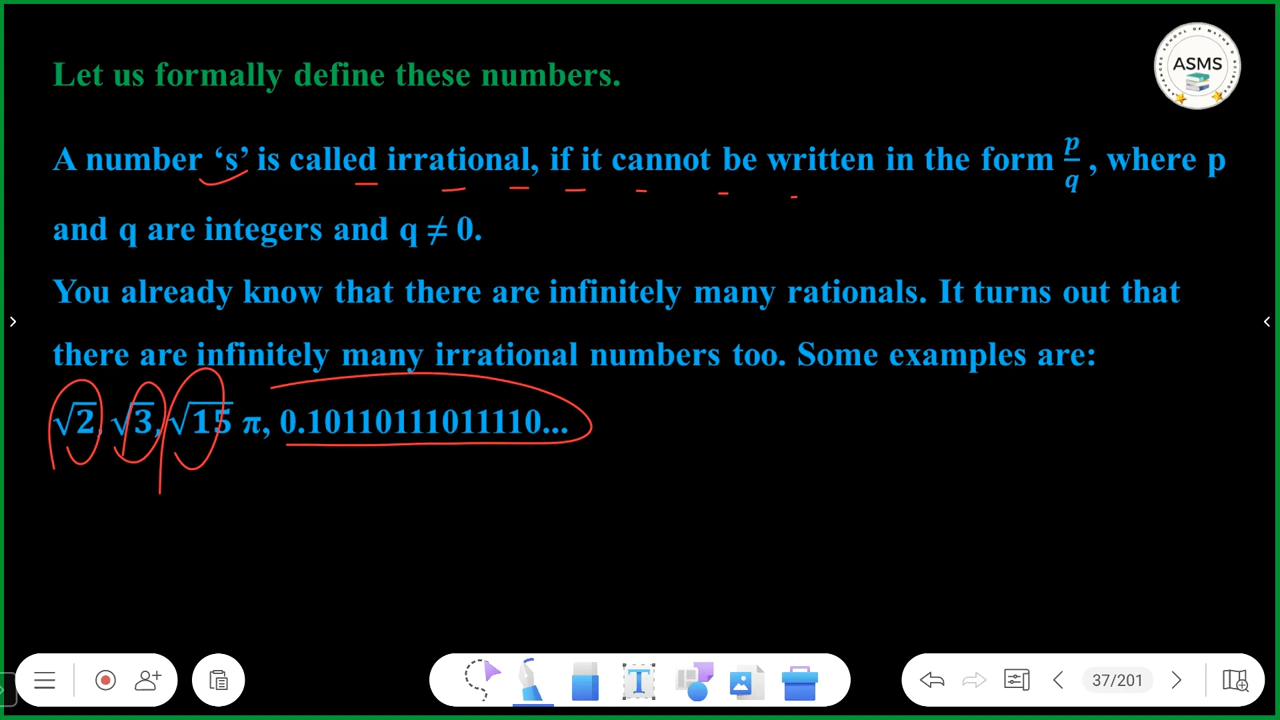 Let us formally define these numbers.
ASMS
A number ‘s’ is called irrational, if it cannot be written in the form p/q, where p
and q are integers and q ≠ 0.
You already know that there are infinitely many rationals. It turns out that
there are infinitely many irrational numbers too. Some examples are:
√2, √3, √15 π, 0.10110111011110...
37/201